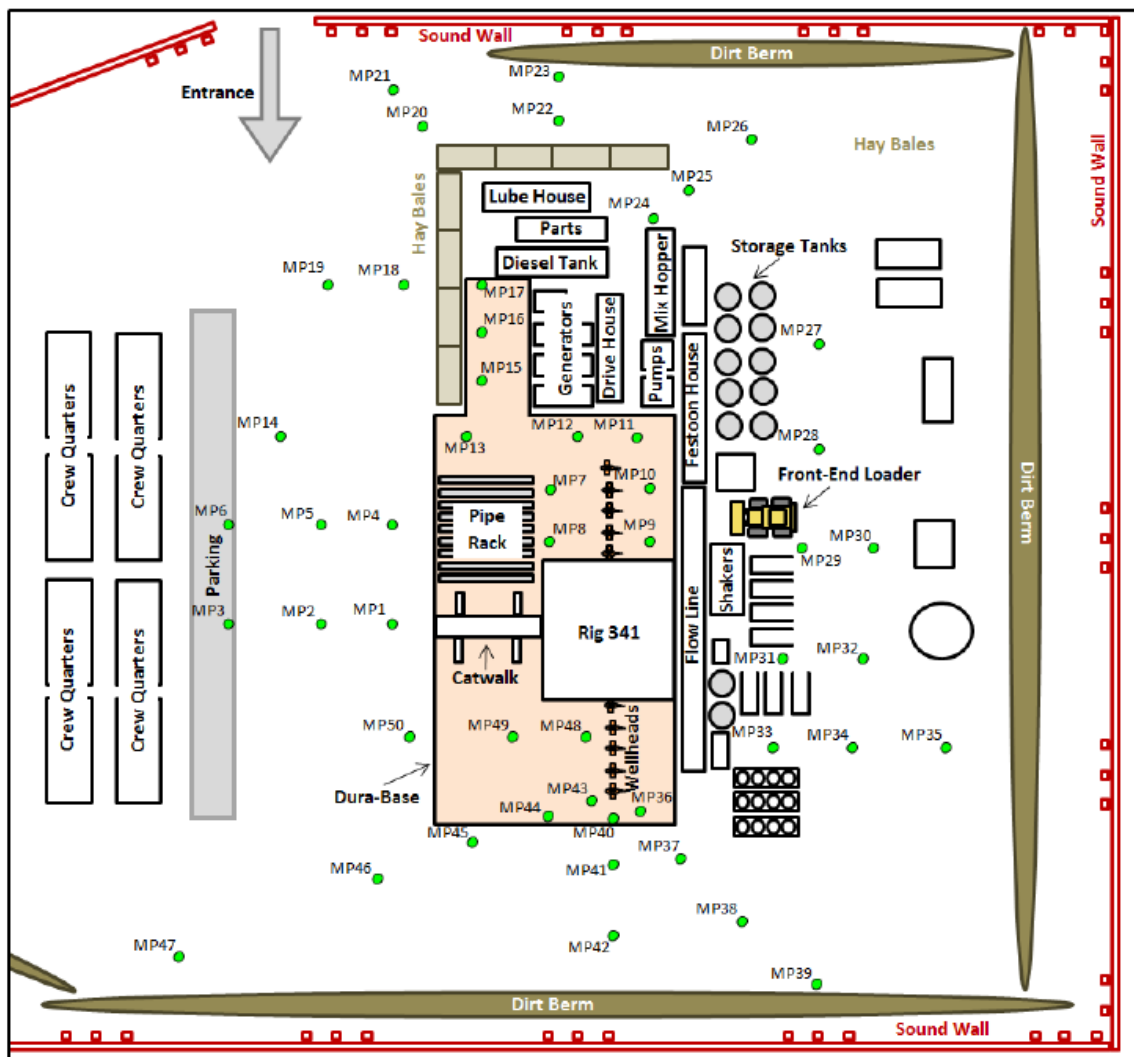 Sound Wall
Dirt Berm
MP23
MP21
Entrance
MP22
MP20
MP26
Hay Bales
Sound Wall
MP25
Lube House
MP24
Hay Bales
Parts
Storage Tanks
Diesel Tank
MP19
MP18
MP17
Mix Hopper
MP16
Generators
Drive House
MP27
MP15
Pumps
Crew Quarters
Crew Quarters
Festoon House
MP14
MP13
MP12
MP11
MP28
Dirt Berm
MP7
MP10
Front-End Loader
MP6
MP5
MP4
Pipe
Rack
MP8
MP9
MP30
MP29
Parking
Shakers
MP3
MP2
MP1
Rig 341
Flow Line
Crew Quarters
Crew Quarters
MP31
MP32
Catwalk
MP50
MP49
MP48
Wellheads
MP33
MP34
MP35
Dura-Base
MP43
MP36
MP44
MP40
MP45
MP37
MP46
MP41
MP38
MP47
MP42
MP39
Dirt Berm
Sound Wall